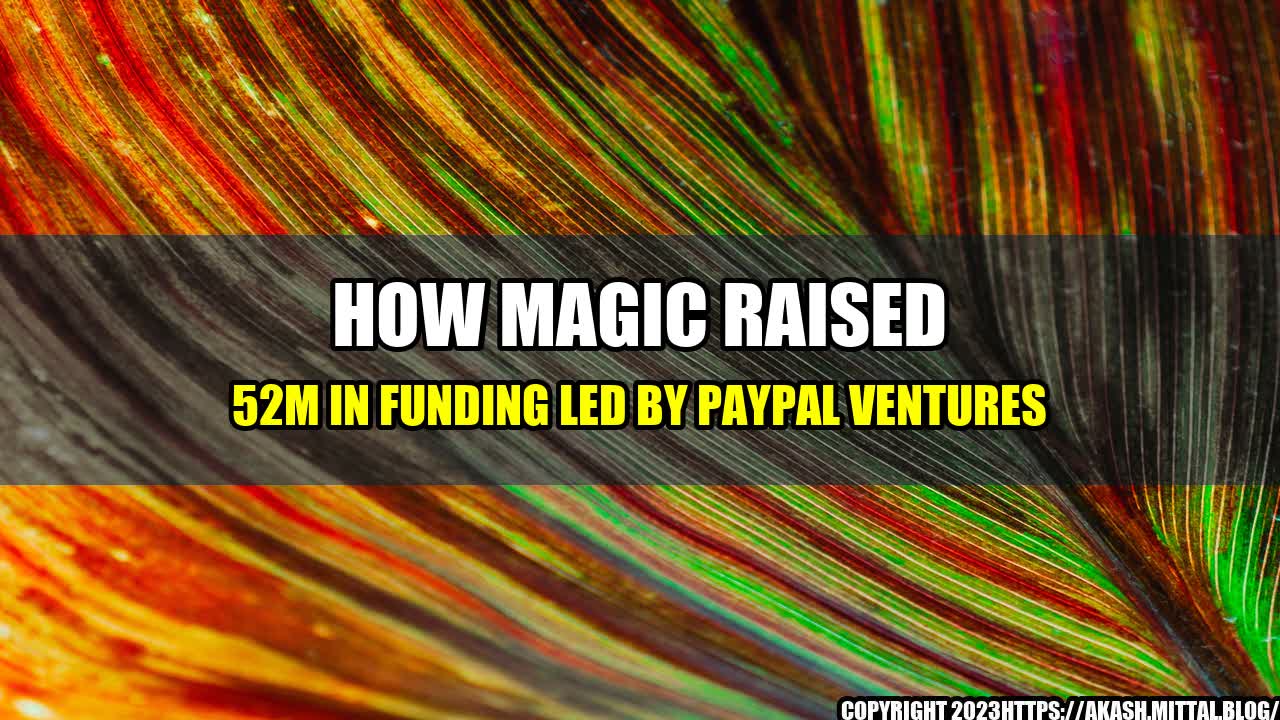 HOW MAGIC RAISED
52M IN FUNDING LED BY PAYPAL VENTURES
COPYRIGHT 2023HTTPS://AKASH.MITTAL.BLOG/